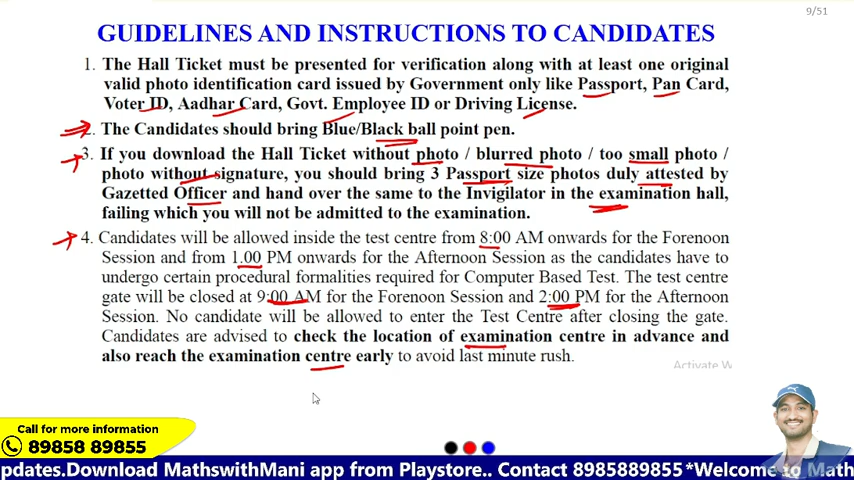 9/51
GUIDELINES AND INSTRUCTIONS TO CANDIDATES
1. The Hall Ticket must be presented for verification along with at least one original
valid photo identification card issued by Government only like Passport, Pan Card,
Voter ID, Aadhar Card, Govt. Employee ID or Driving License.
2. The Candidates should bring Blue/Black ball point pen.
3. If you download the Hall Ticket without photo / blurred photo / too small photo /
photo without signature, you should bring 3 Passport size photos duly attested by
Gazetted Officer and hand over the same to the Invigilator in the examination hall,
failing which you will not be admitted to the examination.
4. Candidates will be allowed inside the test centre from 8:00 AM onwards for the Forenoon
Session and from 1.00 PM onwards for the Afternoon Session as the candidates have to
undergo certain procedural formalities required for Computer Based Test. The test centre
gate will be closed at 9:00 AM for the Forenoon Session and 2:00 PM for the Afternoon
Session. No candidate will be allowed to enter the Test Centre after closing the gate.
Candidates are advised to check the location of examination centre in advance and
also reach the examination centre early to avoid last minute rush.
Activate W
Call for more information
89858 89855
pdates.Download MathswithMani app from Playstore.. Contact 8985889855*Welcome to Math